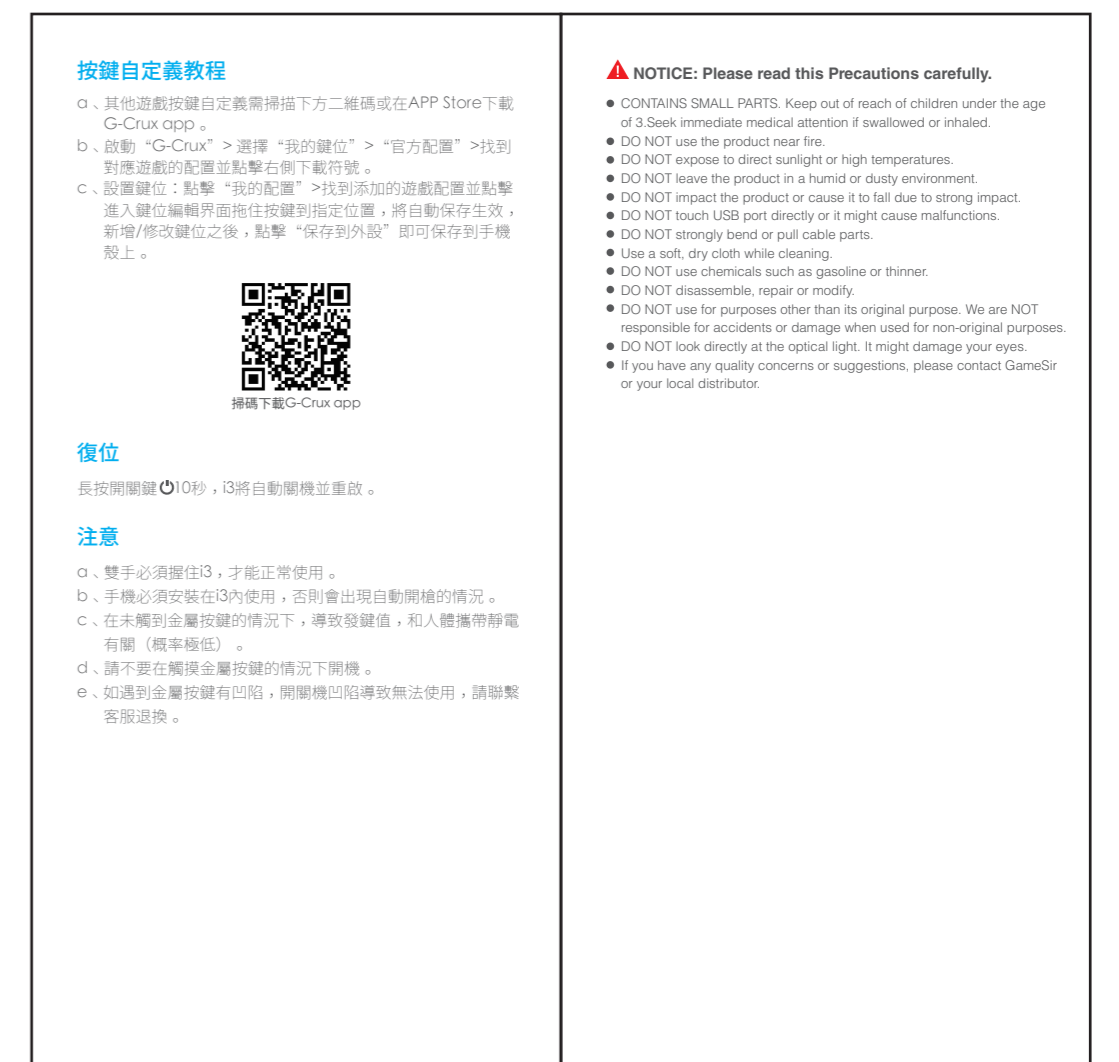 按鍵自定義教程
a、其他遊戲按鍵自定義需掃描下方二維碼或在APP Store下載
G-Crux app 。
b、啟動“G-Crux”> 選擇“我的鍵位”>“官方配置”>找到
對應遊戲的配置並點擊右側下載符號。
c、設置鍵位：點擊“我的配置”>找到添加的遊戲配置並點擊
進入鍵位編輯界面拖住按鍵到指定位置，將自動保存生效，
新增/修改鍵位之後，點擊“保存到外設”即可保存到手機
殼上。
掃碼下載G-Crux app
復位
長按開關鍵⏻10秒，i3將自動關機並重啟。
注意
a、雙手必須握住i3，才能正常使用。
b、手機必須安裝在i3內使用，否則會出現自動開槍的情況。
c、在未觸到金屬按鍵的情況下，導致發鍵值，和人體攜帶靜電
有關（概率極低）。
d、請不要在觸摸金屬按鍵的情況下開機。
e、如遇到金屬按鍵有凹陷，開關機凹陷導致無法使用，請聯繫
客服退換。
NOTICE: Please read this Precautions carefully.
● CONTAINS SMALL PARTS. Keep out of reach of children under the age
of 3.Seek immediate medical attention if swallowed or inhaled.
● DO NOT use the product near fire.
● DO NOT expose to direct sunlight or high temperatures.
● DO NOT leave the product in a humid or dusty environment.
● DO NOT impact the product or cause it to fall due to strong impact.
● DO NOT touch USB port directly or it might cause malfunctions.
● DO NOT strongly bend or pull cable parts.
● Use a soft, dry cloth while cleaning.
● DO NOT use chemicals such as gasoline or thinner.
● DO NOT disassemble, repair or modify.
● DO NOT use for purposes other than its original purpose. We are NOT
responsible for accidents or damage when used for non-original purposes.
● DO NOT look directly at the optical light. It might damage your eyes.
● If you have any quality concerns or suggestions, please contact GameSir
or your local distributor.